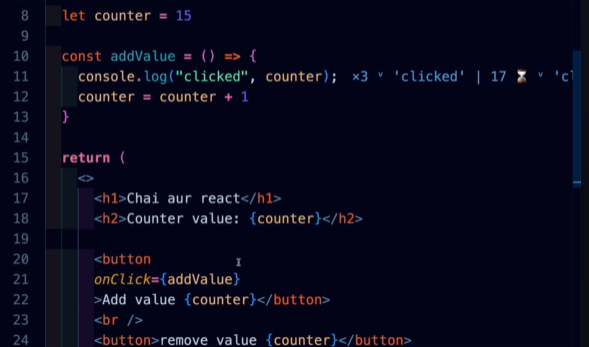 8 let counter = 15
9
10 const addValue = () => {
11 console.log("clicked", counter); ×3 ˅ 'clicked' | 17 ⌛ ˅ 'cl
12 counter = counter + 1
13 }
14
15 return (
16 <>
17 <h1>Chai aur react</h1>
18 <h2>Counter value: {counter}</h2>
19
20 <button
21 onClick={addValue}
22 >Add value {counter}</button>
23 <br />
24 <button>remove value {counter}</button>